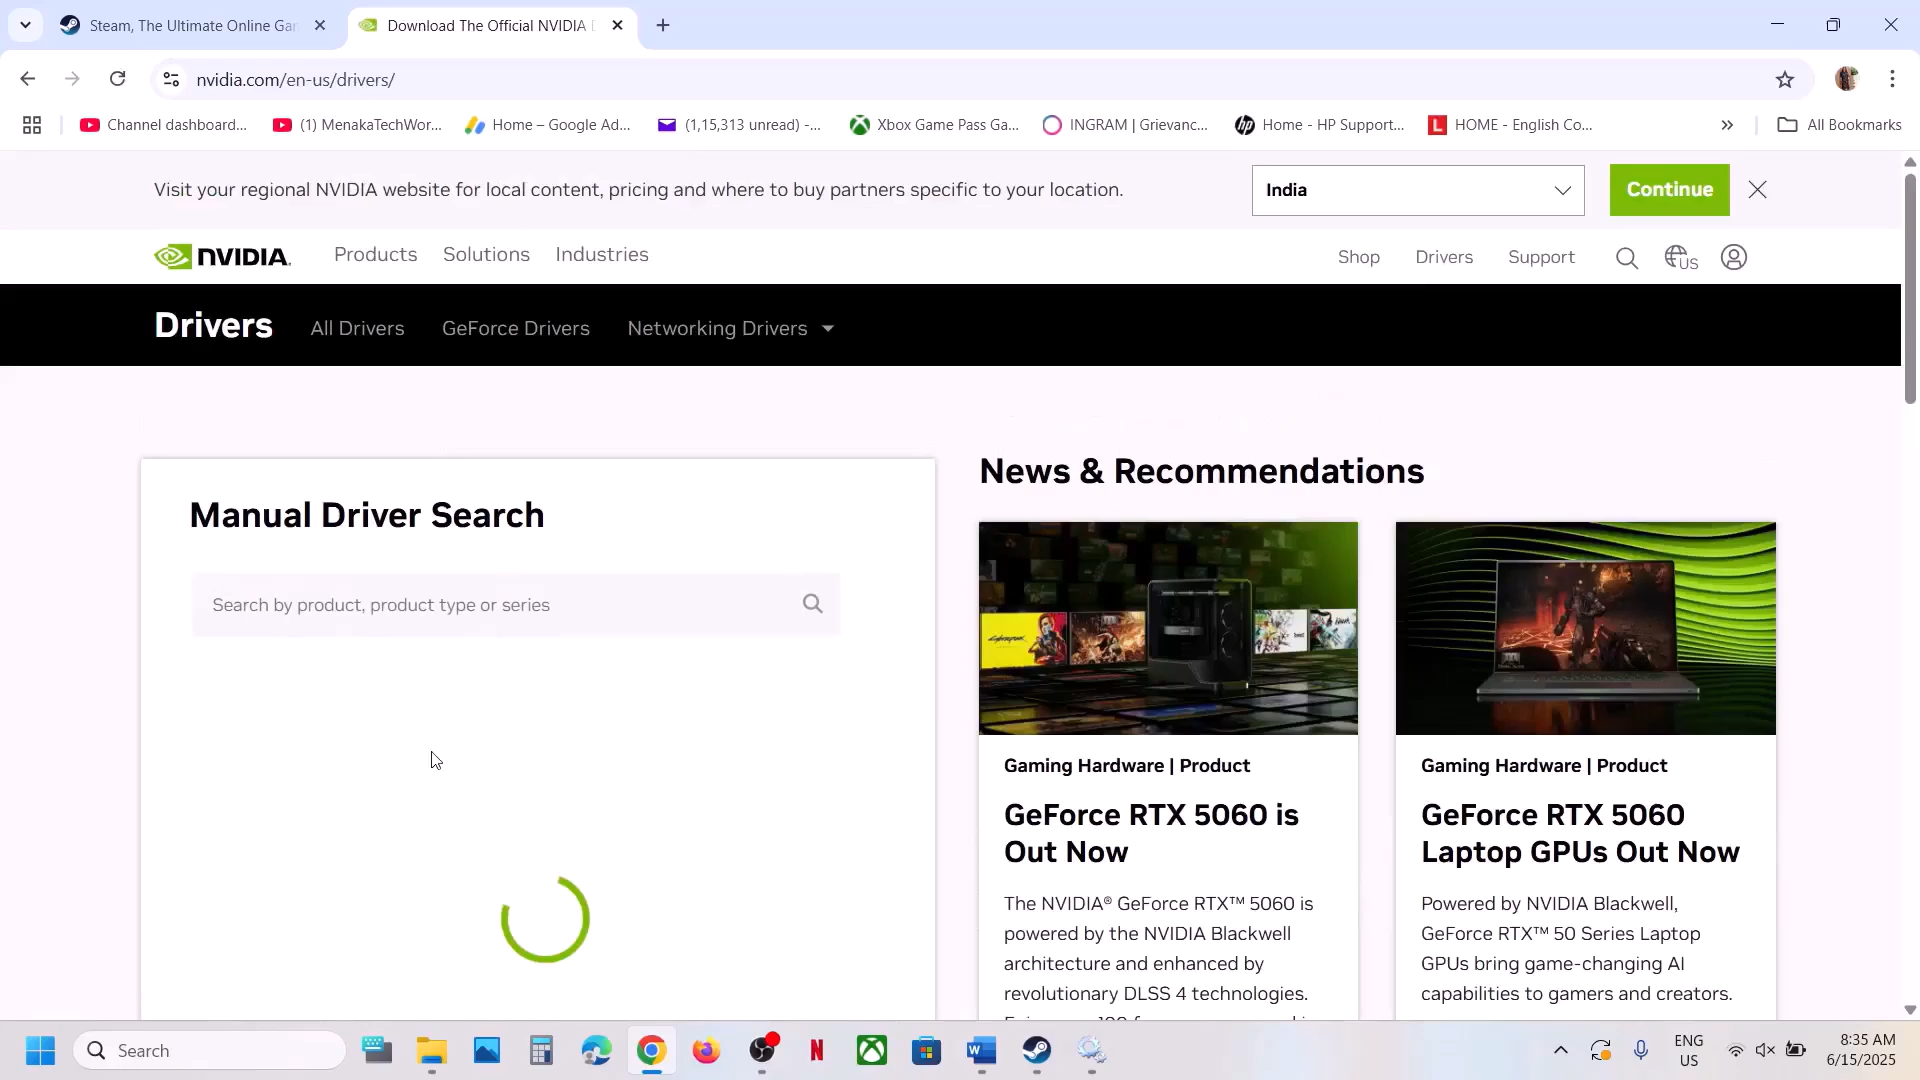 Steam, The Ultimate Online Gar
Download The Official NVIDIA D
nvidia.com/en-us/drivers/
Channel dashboard...
(1) MenakaTechWor...
Home – Google Ad...
(1,15,313 unread) -...
Xbox Game Pass Ga...
INGRAM | Grievanc...
Home - HP Support...
HOME - English Co...
All Bookmarks
Visit your regional NVIDIA website for local content, pricing and where to buy partners specific to your location.
India
Continue
NVIDIA.
Products
Solutions
Industries
Shop
Drivers
Support
US
Drivers
All Drivers
GeForce Drivers
Networking Drivers
Manual Driver Search
Search by product, product type or series
News & Recommendations
Gaming Hardware | Product
GeForce RTX 5060 is
Out Now
The NVIDIA® GeForce RTX™ 5060 is
powered by the NVIDIA Blackwell
architecture and enhanced by
revolutionary DLSS 4 technologies.
Gaming Hardware | Product
GeForce RTX 5060
Laptop GPUs Out Now
Powered by NVIDIA Blackwell,
GeForce RTX™ 50 Series Laptop
GPUs bring game-changing AI
capabilities to gamers and creators.
Search
ENG
US
8:35 AM
6/15/2025